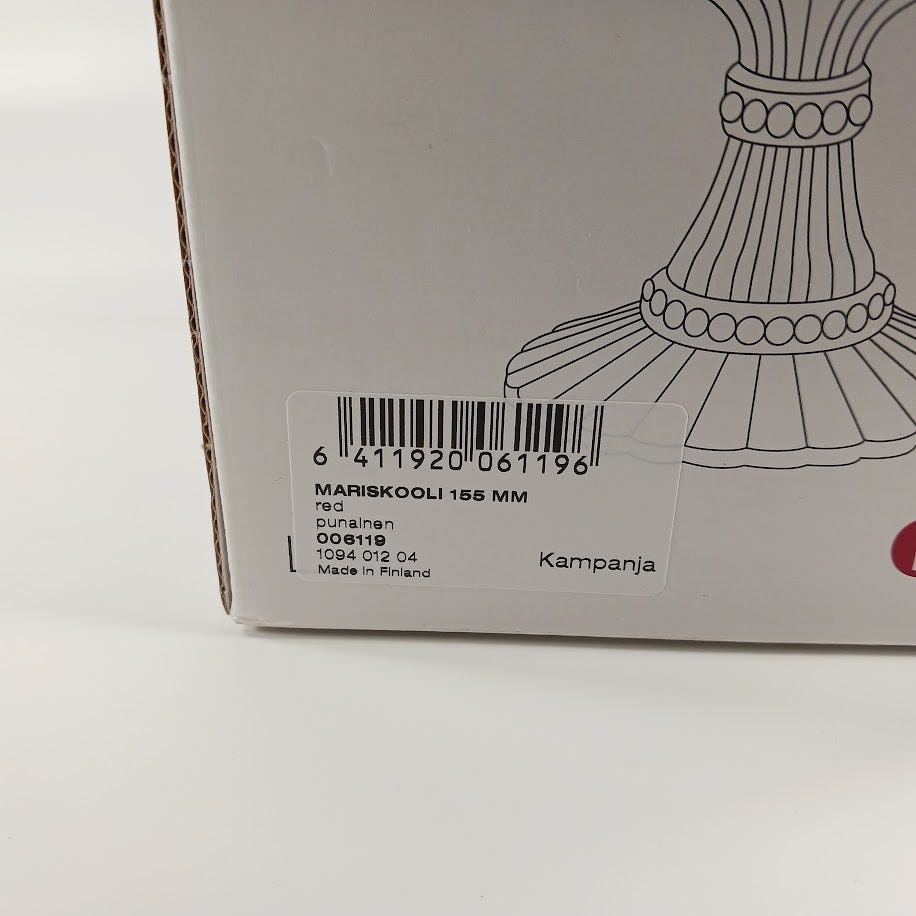 6 411920 061196
MARISKOOLI 155 MM
red
punainen
006119
1094 012 04
Made in Finland
Kampanja